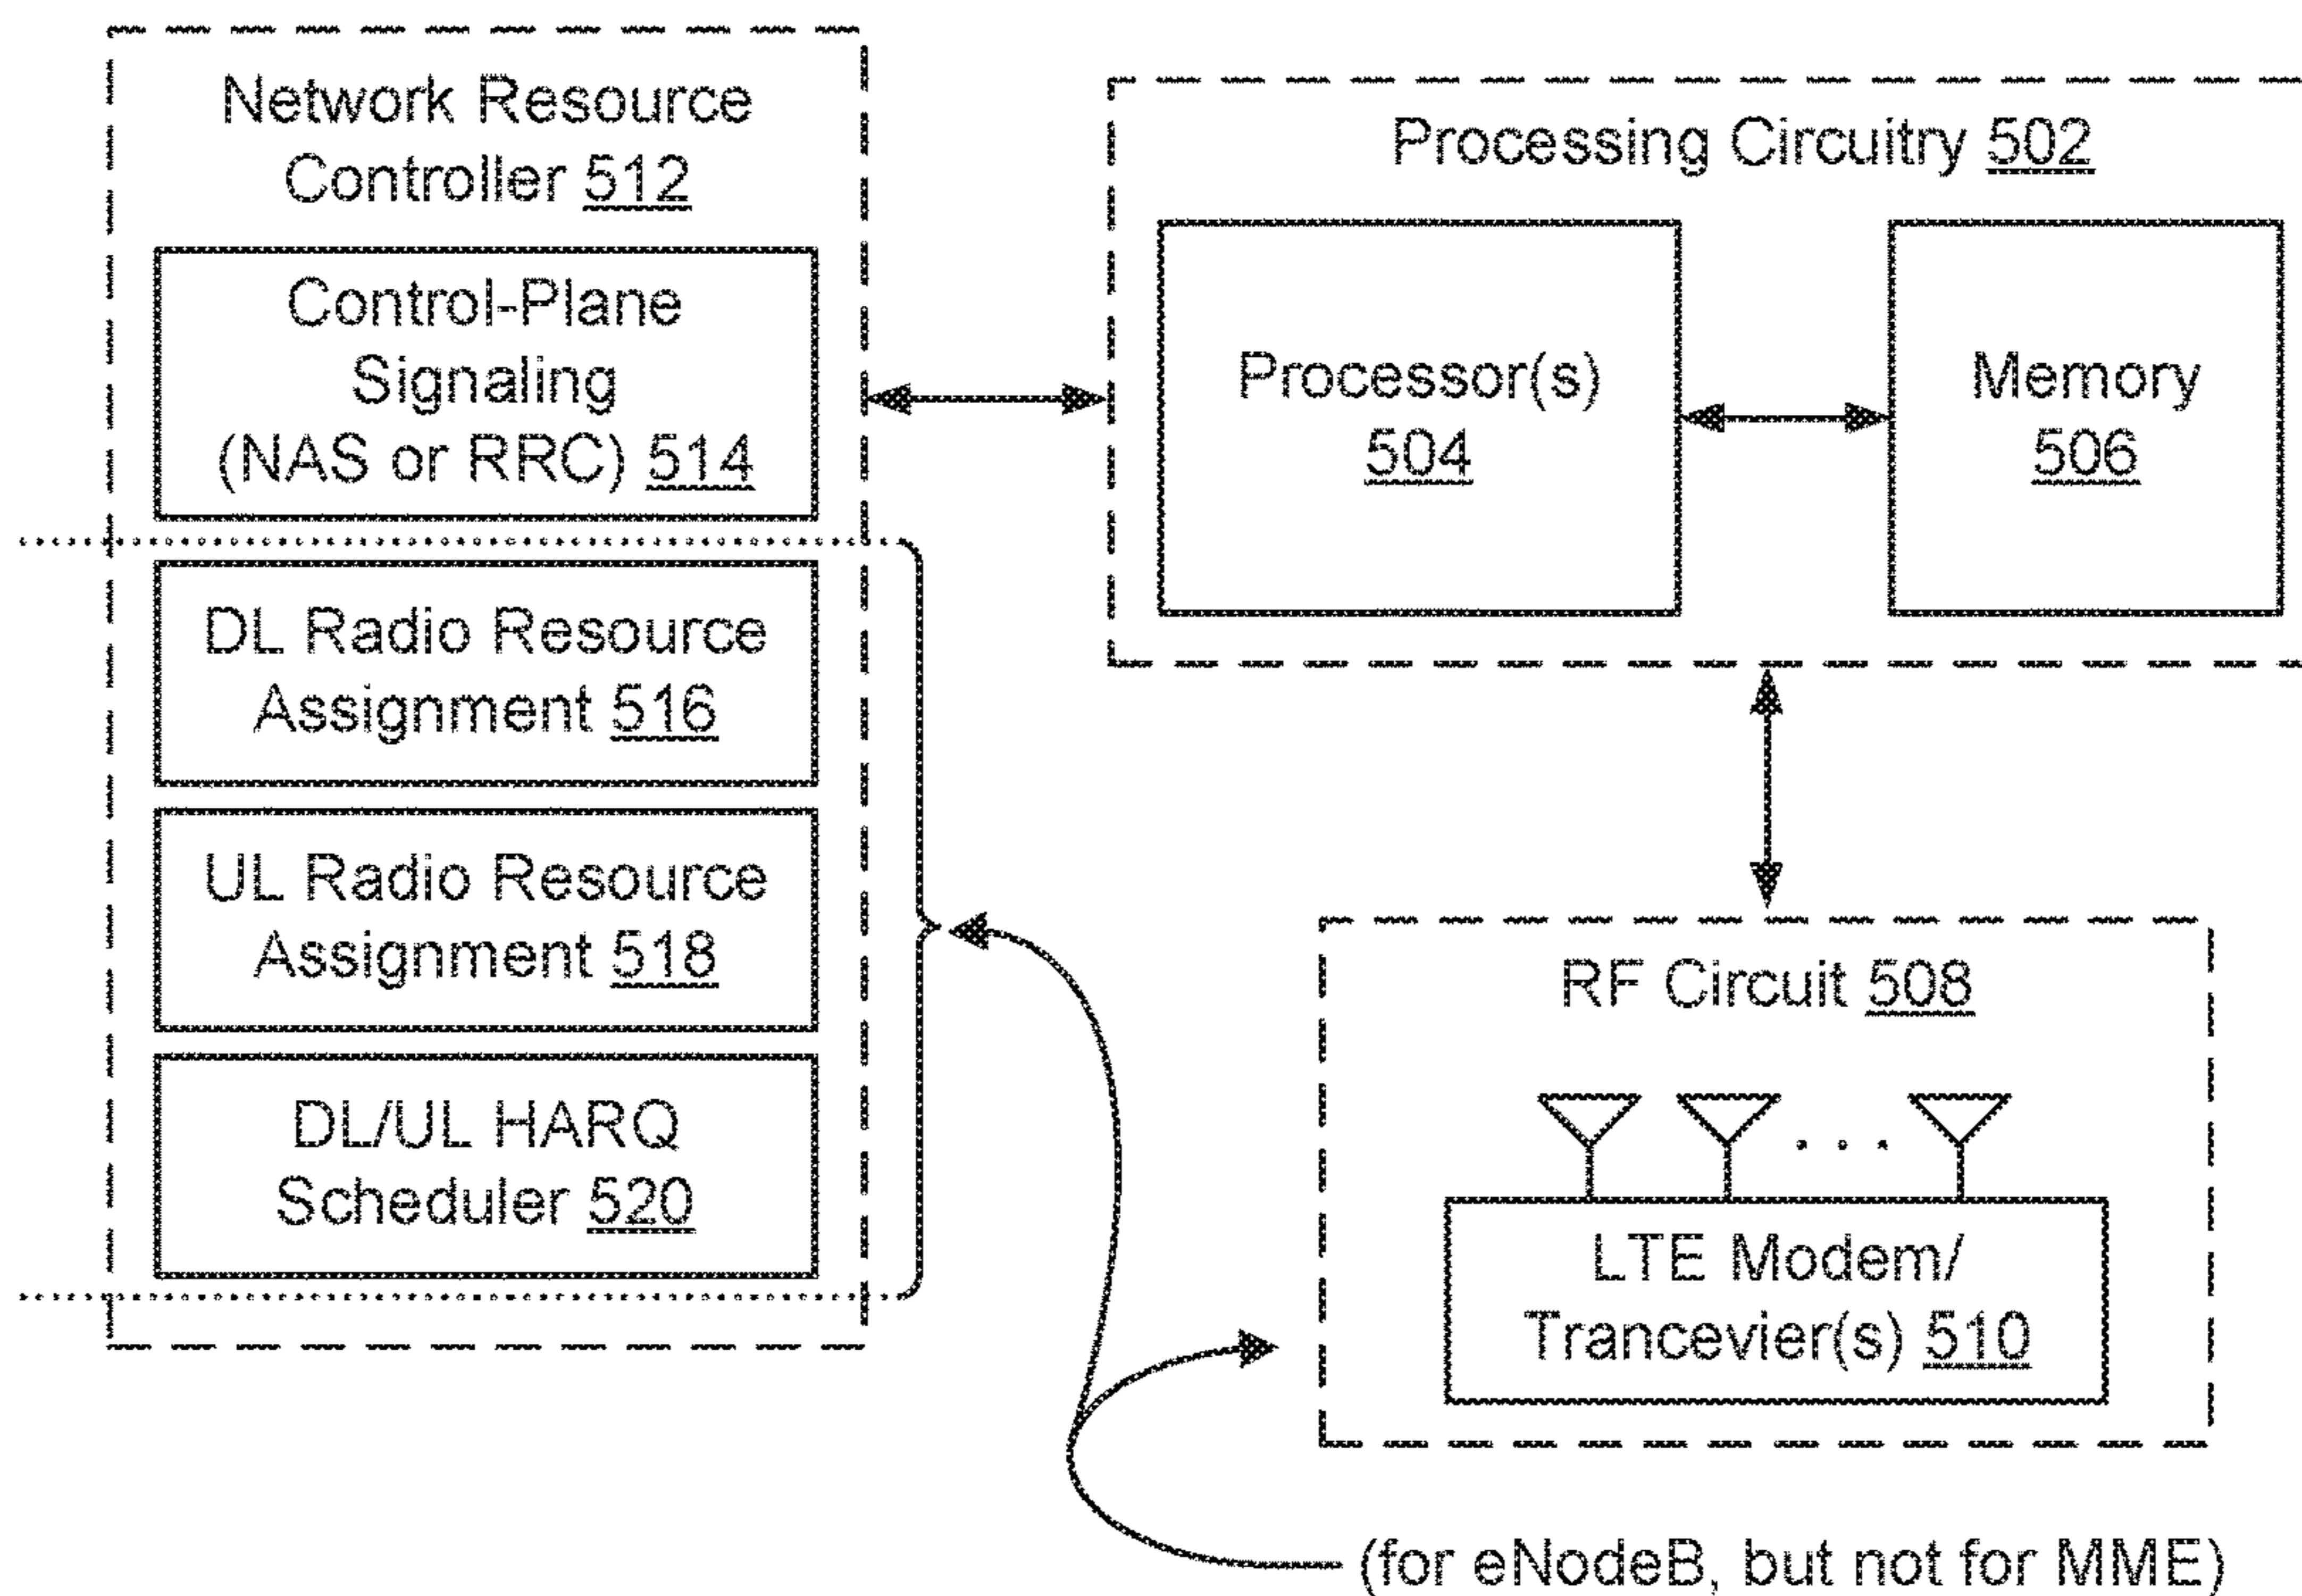 Network Resource
Controller 512
Control-Plane
Signaling
(NAS or RRC) 514
DL Radio Resource
Assignment 516
UL Radio Resource
Assignment 518
DL/UL HARQ
Scheduler 520
Processing Circuitry 502
Processor(s)
504
Memory
506
RF Circuit 508
. . .
LTE Modem/
Trancevier(s) 510
(for eNodeB, but not for MME)